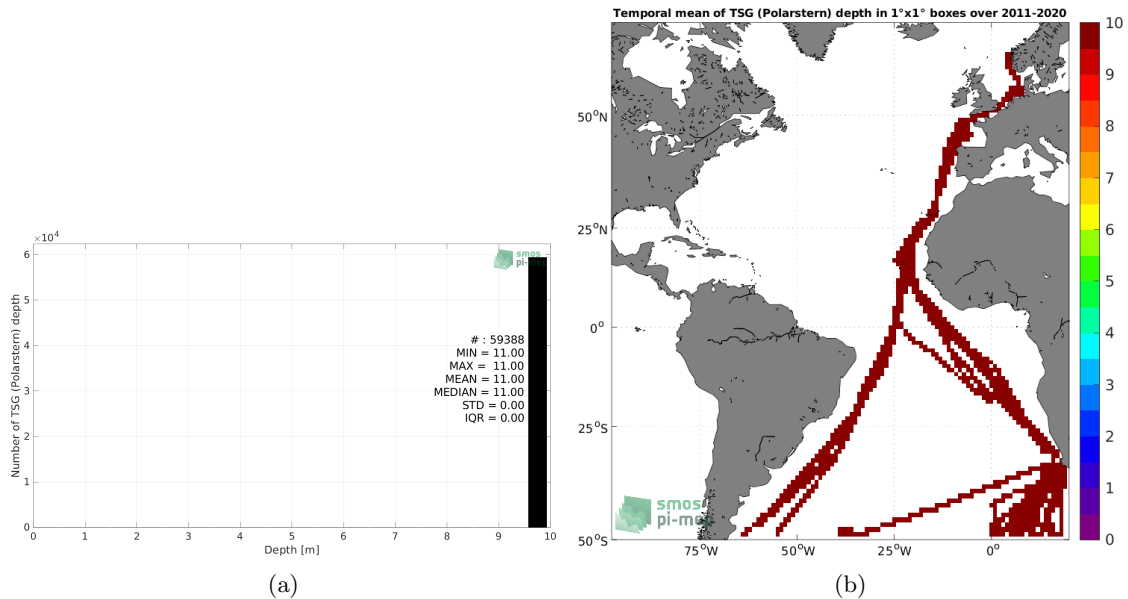 ×10⁴
6
5
4
3
2
1
0
Number of TSG (Polarstern) depth
smos
pi-mep
# : 59388
MIN = 11.00
MAX = 11.00
MEAN = 11.00
MEDIAN = 11.00
STD = 0.00
IQR = 0.00
0 1 2 3 4 5 6 7 8 9 10
Depth [m]
(a)
Temporal mean of TSG (Polarstern) depth in 1°x1° boxes over 2011-2020
50°N
25°N
0°
25°S
50°S
75°W 50°W 25°W 0°
smos
pi-mep
10
9
8
7
6
5
4
3
2
1
0
(b)